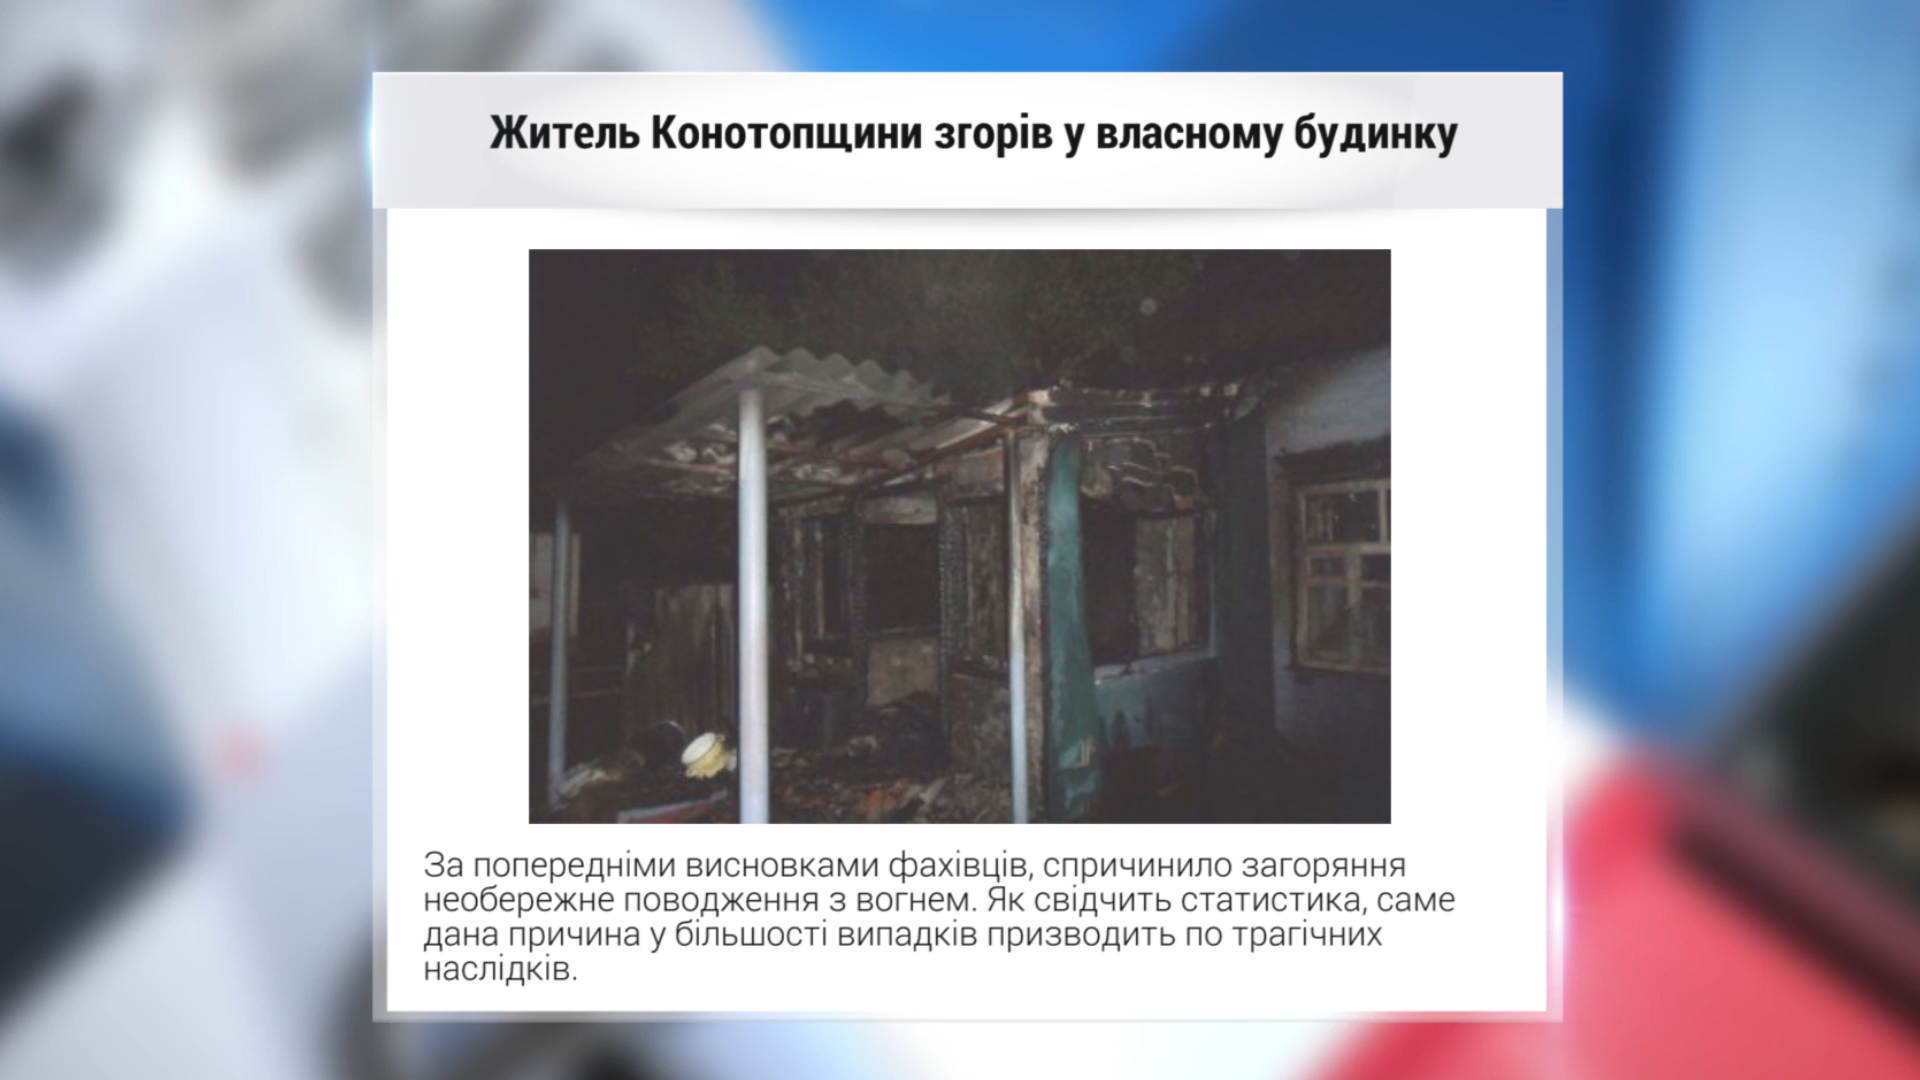 Житель Конотопщини згорів у власному будинку
За попередніми висновками фахівців, спричинило загоряння
необережне поводження з вогнем. Як свідчить статистика, саме
дана причина у більшості випадків призводить по трагічних
наслідків.